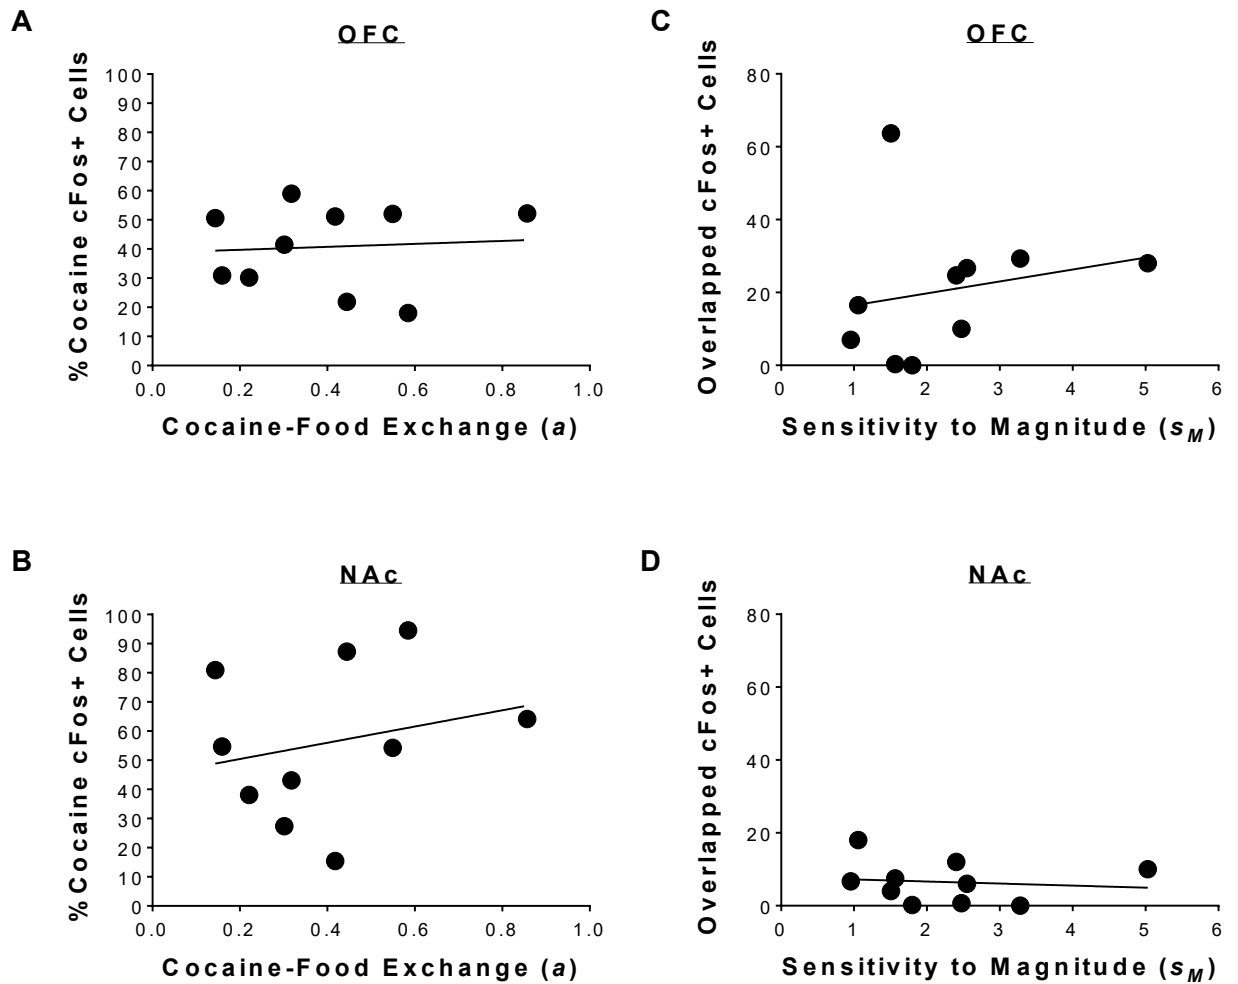 A
OFC
%Cocaine cFos+ Cells
100
90
80
70
60
50
40
30
20
10
0
0.0 0.2 0.4 0.6 0.8 1.0
Cocaine-Food Exchange (a)
C
OFC
Overlapped cFos+ Cells
80
60
40
20
0
0 1 2 3 4 5 6
Sensitivity to Magnitude (sM)
B
NAc
%Cocaine cFos+ Cells
100
90
80
70
60
50
40
30
20
10
0
0.0 0.2 0.4 0.6 0.8 1.0
Cocaine-Food Exchange (a)
D
NAc
Overlapped cFos+ Cells
80
60
40
20
0
0 1 2 3 4 5 6
Sensitivity to Magnitude (sM)